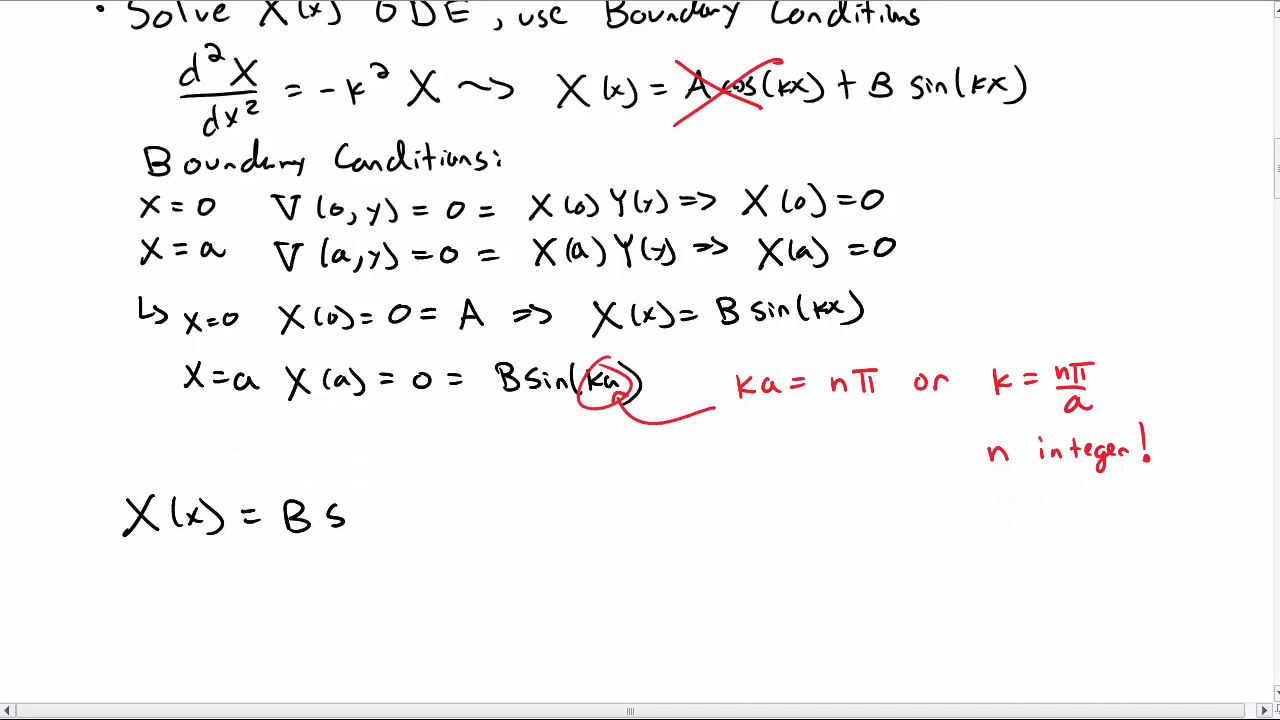 • Solve X(x) ODE, use Boundary Conditions
d²X/dx² = -k² X ~> X(x) = A cos(kx) + B sin(kx)
Boundary Conditions:
x = 0 V(0,y) = 0 = X(0) Y(y) => X(0) = 0
x = a V(a,y) = 0 = X(a) Y(y) => X(a) = 0
↳ x=0 X(0) = 0 = A => X(x) = B sin(kx)
x = a X(a) = 0 = B sin(ka) ka = nπ or k = nπ/a
n integer!
X(x) = B s